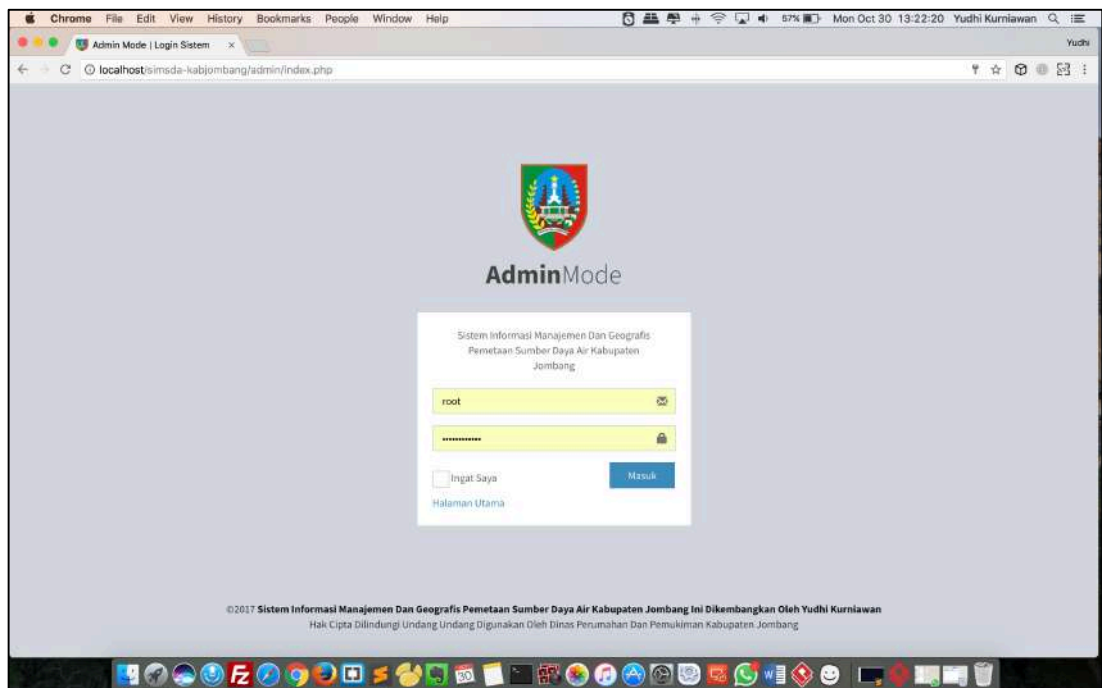 Chrome File Edit View History Bookmarks People Window Help 57% Mon Oct 30 13:22:20 Yudhi Kurniawan
Admin Mode | Login Sistem × Yudhi
localhost/simsda-kabjombang/admin/index.php
AdminMode
Sistem Informasi Manajemen Dan Geografis
Pemetaan Sumber Daya Air Kabupaten
Jombang
root
••••••••••••
Ingat Saya
Masuk
Halaman Utama
©2017 Sistem Informasi Manajemen Dan Geografis Pemetaan Sumber Daya Air Kabupaten Jombang Ini Dikembangkan Oleh Yudhi Kurniawan
Hak Cipta Dilindungi Undang Undang Digunakan Oleh Dinas Perumahan Dan Pemukiman Kabupaten Jombang